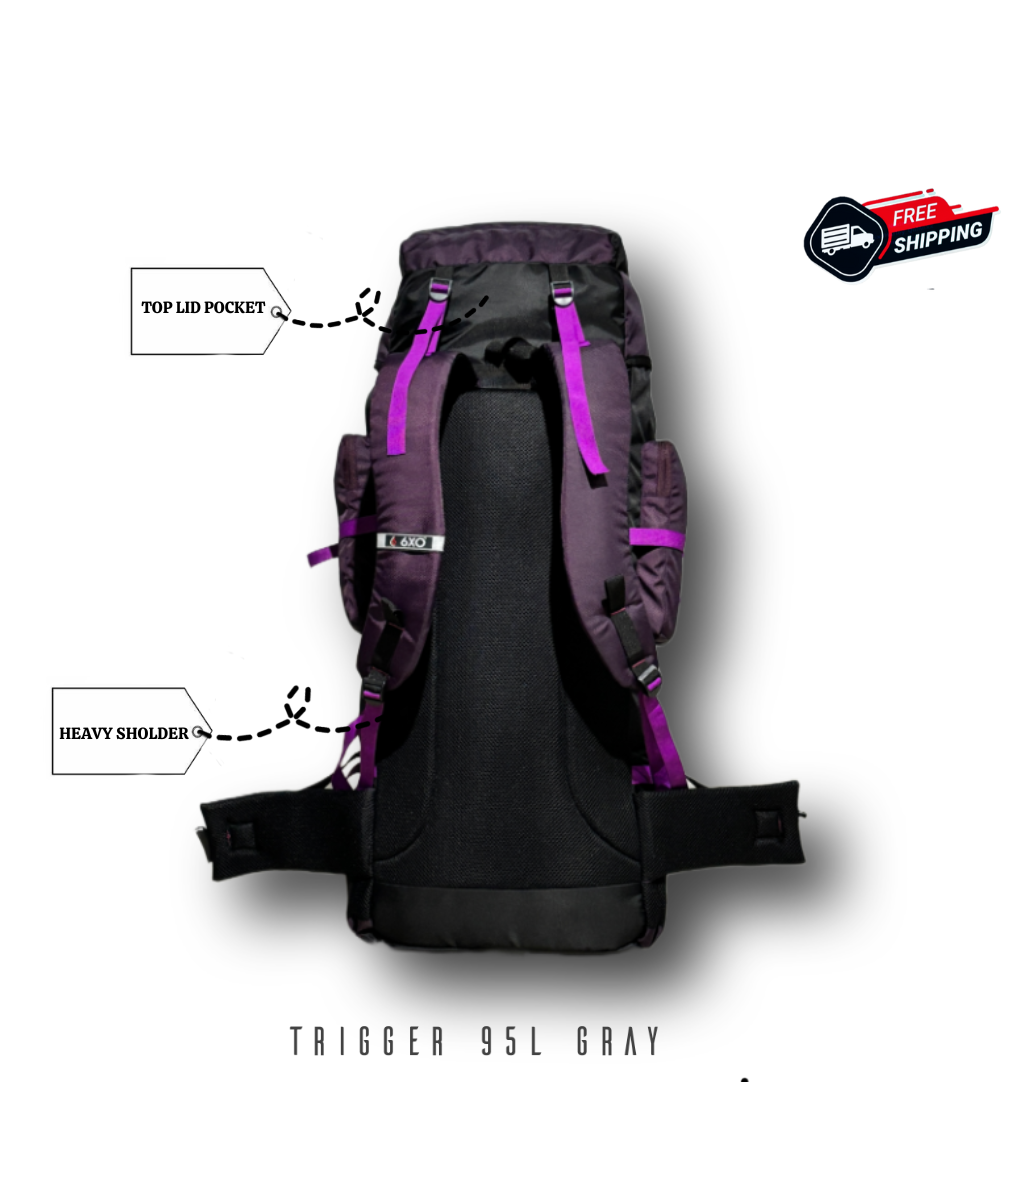 FREE
SHIPPING
TOP LID POCKET
6XO
HEAVY SHOLDER
TRIGGER 95L GRAY